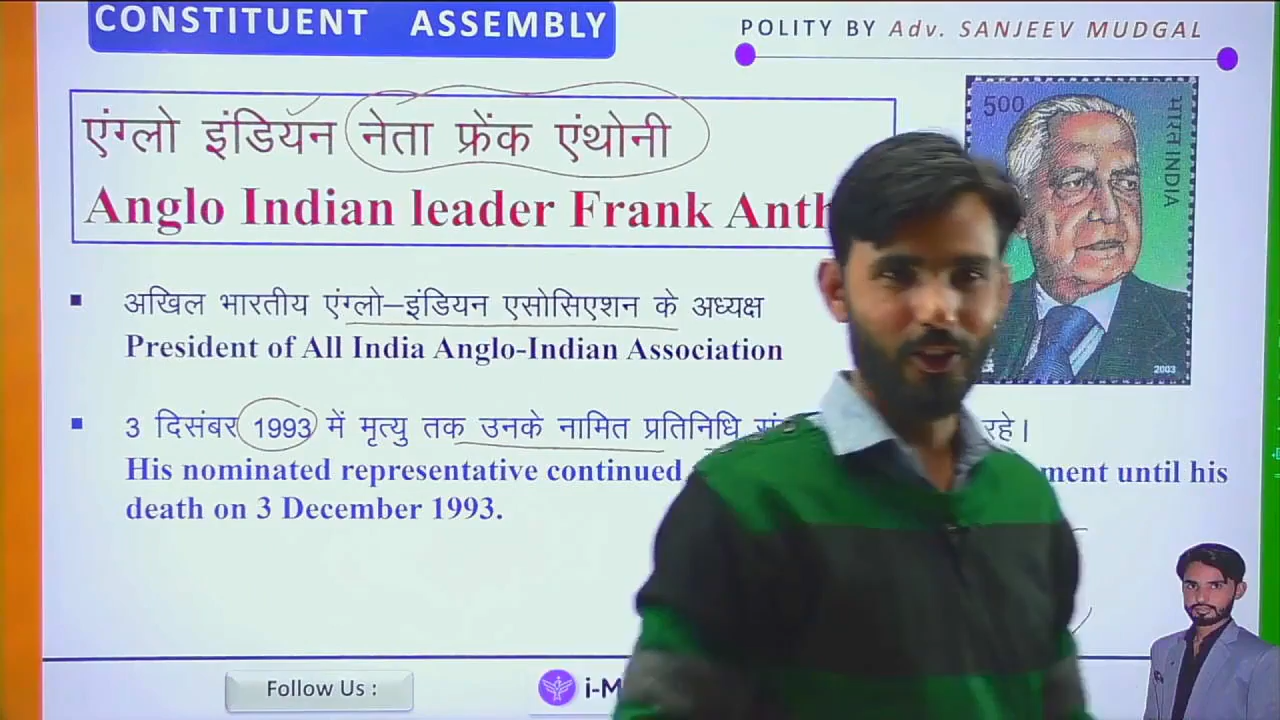 CONSTITUENT ASSEMBLY
POLITY BY Adv. SANJEEV MUDGAL
एंग्लो इंडियन नेता फ्रेंक एंथोनी
Anglo Indian leader Frank Anth
500
भारत INDIA
2003
■ अखिल भारतीय एंग्लो–इंडियन एसोसिएशन के अध्यक्ष
President of All India Anglo-Indian Association
■ 3 दिसंबर 1993 में मृत्यु तक उनके नामित प्रतिनिधि रहे।
His nominated representative continued ment until his
death on 3 December 1993.
Follow Us :
i-M